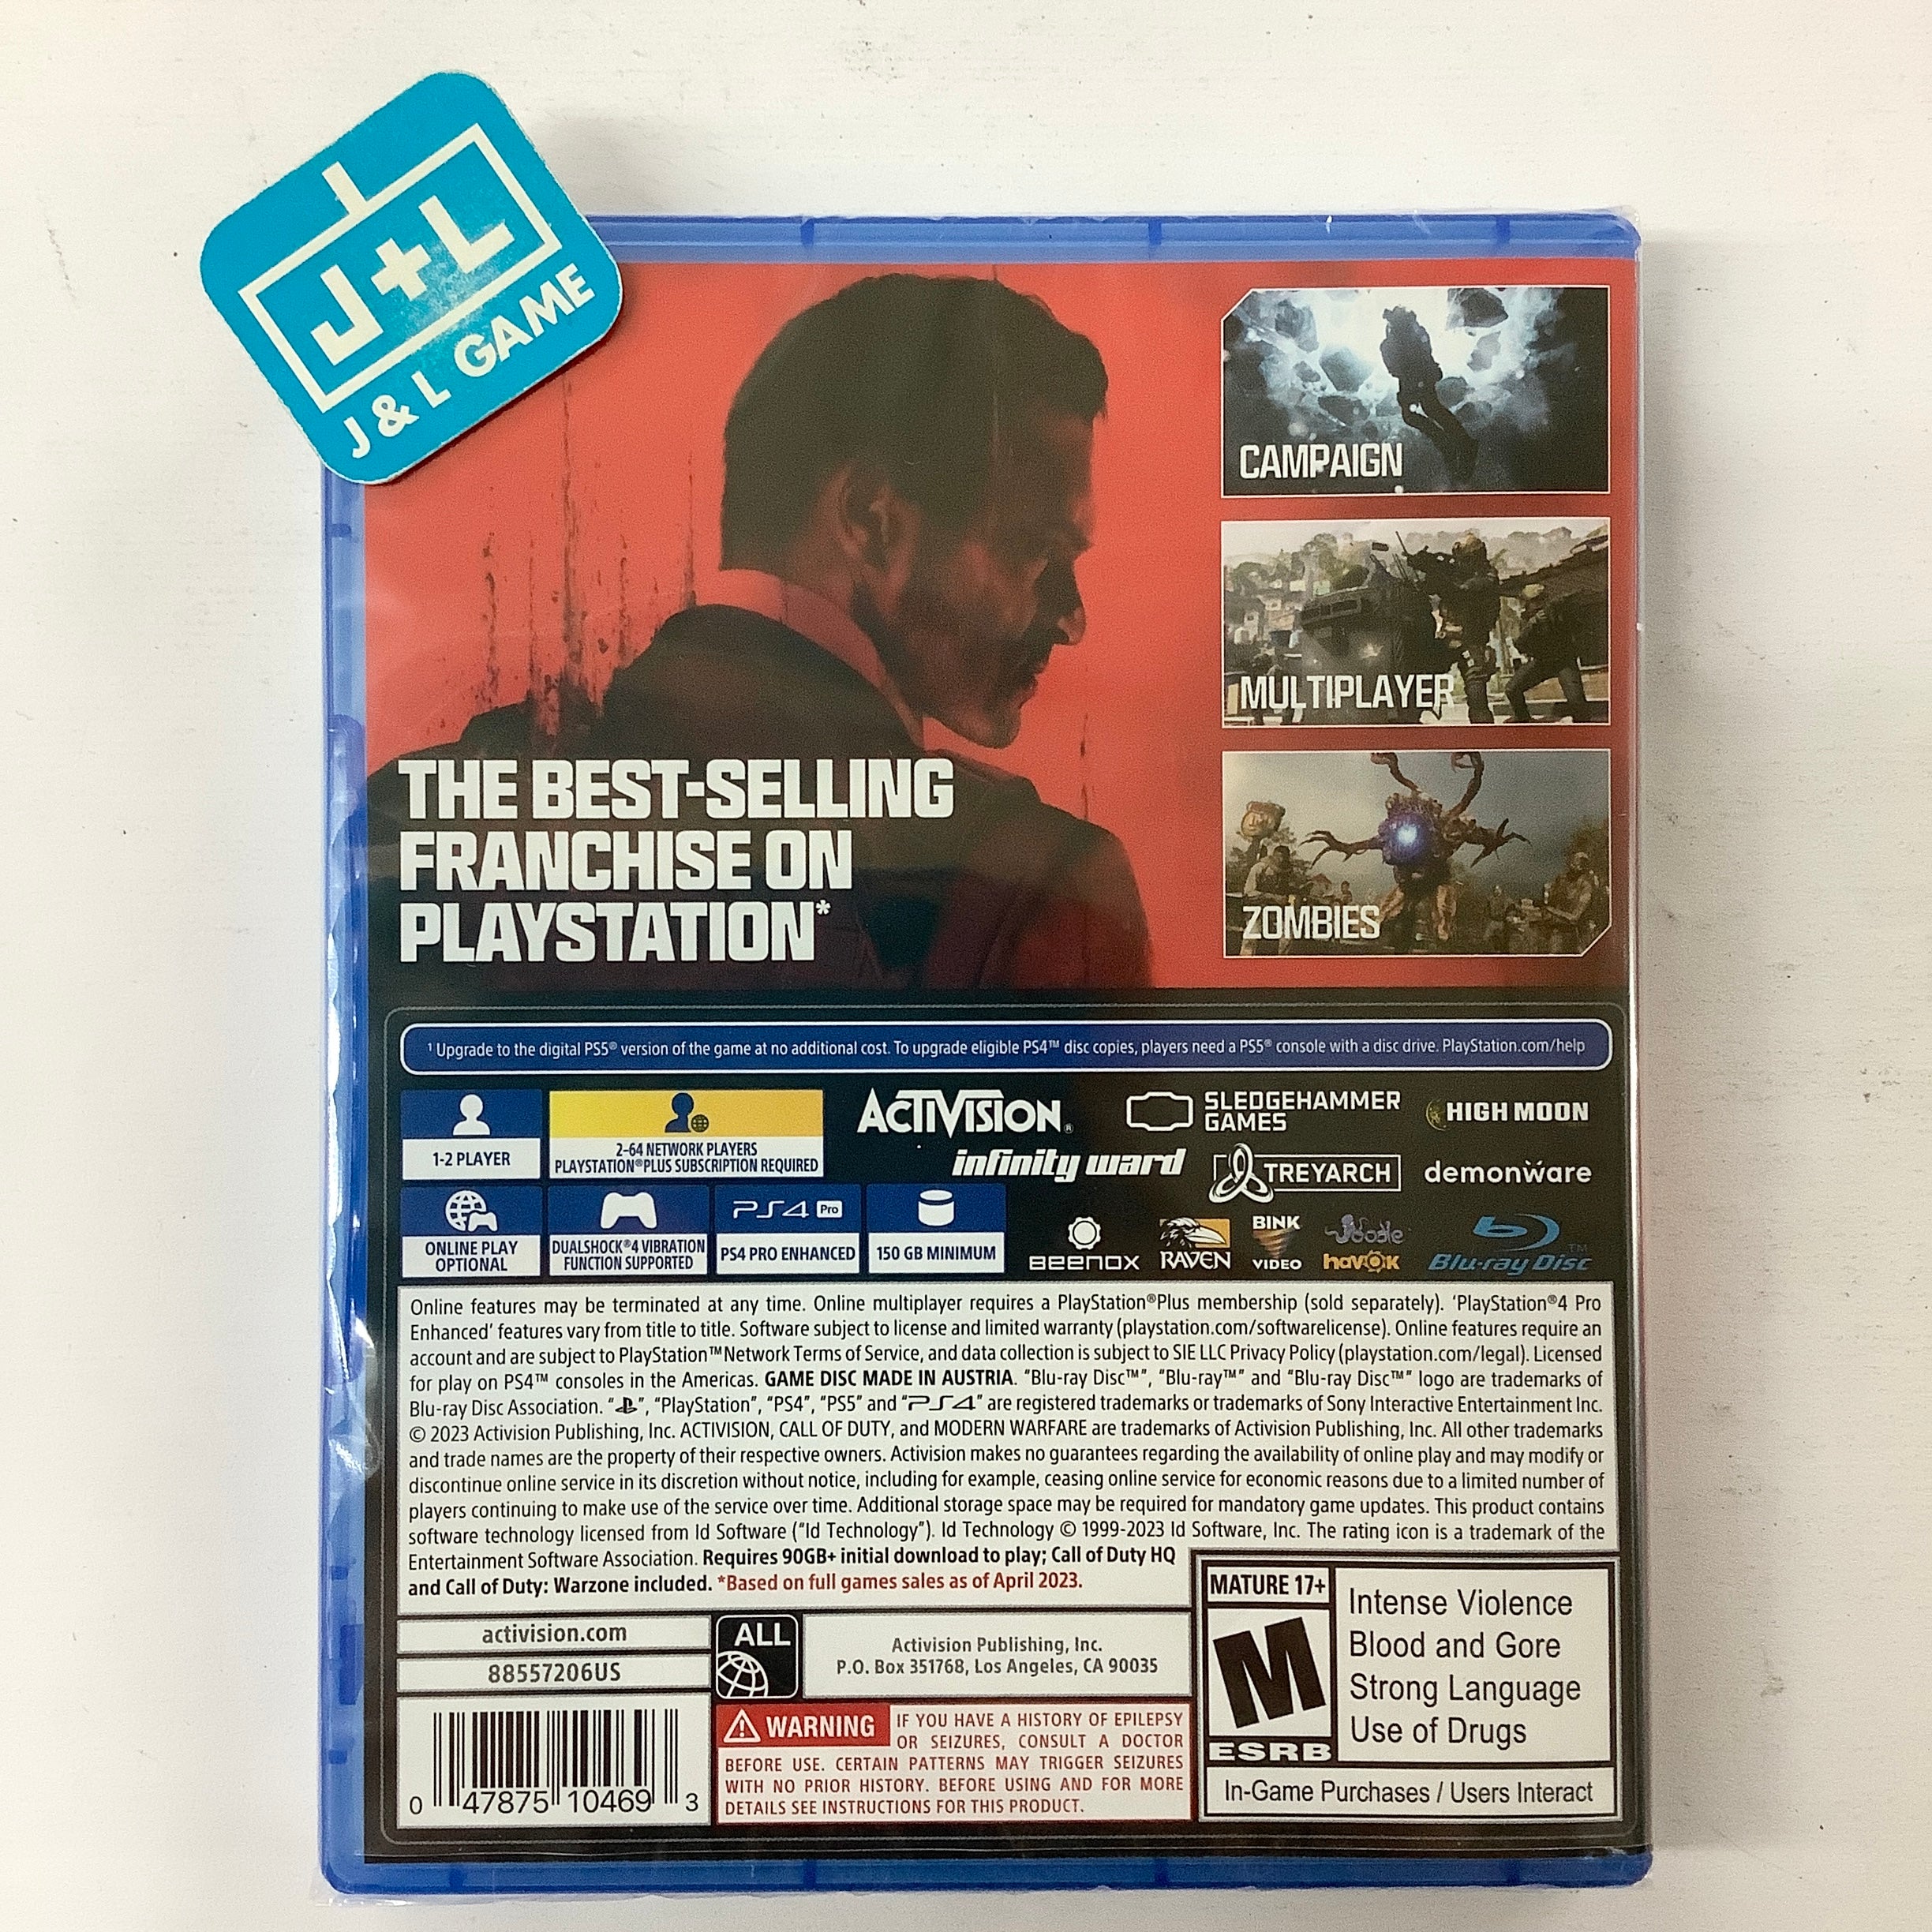 J+L
J & L GAME
CAMPAIGN
MULTIPLAYER
ZOMBIES
THE BEST-SELLING
FRANCHISE ON
PLAYSTATION*
¹ Upgrade to the digital PS5® version of the game at no additional cost. To upgrade eligible PS4™ disc copies, players need a PS5® console with a disc drive. PlayStation.com/help
1-2 PLAYER
2-64 NETWORK PLAYERS
PLAYSTATION®PLUS SUBSCRIPTION REQUIRED
ACTIVISION®
SLEDGEHAMMER
GAMES
HIGH MOON
infinity ward
TREYARCH
demonware
ONLINE PLAY
OPTIONAL
DUALSHOCK®4 VIBRATION
FUNCTION SUPPORTED
PS4 Pro
PS4 PRO ENHANCED
150 GB MINIMUM
BEENOX
RAVEN
BINK
VIDEO
Oodle
havok
Blu-ray Disc™
Online features may be terminated at any time. Online multiplayer requires a PlayStation®Plus membership (sold separately). 'PlayStation®4 Pro
Enhanced' features vary from title to title. Software subject to license and limited warranty (playstation.com/softwarelicense). Online features require an
account and are subject to PlayStation™Network Terms of Service, and data collection is subject to SIE LLC Privacy Policy (playstation.com/legal). Licensed
for play on PS4™ consoles in the Americas. GAME DISC MADE IN AUSTRIA. “Blu-ray Disc™”, “Blu-ray™” and “Blu-ray Disc™” logo are trademarks of
Blu-ray Disc Association. “ ”, “PlayStation”, “PS4”, “PS5” and “PS4” are registered trademarks or trademarks of Sony Interactive Entertainment Inc.
© 2023 Activision Publishing, Inc. ACTIVISION, CALL OF DUTY, and MODERN WARFARE are trademarks of Activision Publishing, Inc. All other trademarks
and trade names are the property of their respective owners. Activision makes no guarantees regarding the availability of online play and may modify or
discontinue online service in its discretion without notice, including for example, ceasing online service for economic reasons due to a limited number of
players continuing to make use of the service over time. Additional storage space may be required for mandatory game updates. This product contains
software technology licensed from Id Software (“Id Technology”). Id Technology © 1999-2023 Id Software, Inc. The rating icon is a trademark of the
Entertainment Software Association. Requires 90GB+ initial download to play; Call of Duty HQ
and Call of Duty: Warzone included. *Based on full games sales as of April 2023.
activision.com
88557206US
ALL
Activision Publishing, Inc.
P.O. Box 351768, Los Angeles, CA 90035
WARNING IF YOU HAVE A HISTORY OF EPILEPSY
OR SEIZURES, CONSULT A DOCTOR
BEFORE USE. CERTAIN PATTERNS MAY TRIGGER SEIZURES
WITH NO PRIOR HISTORY. BEFORE USING AND FOR MORE
DETAILS SEE INSTRUCTIONS FOR THIS PRODUCT.
0 47875 10469 3
MATURE 17+
M
ESRB
Intense Violence
Blood and Gore
Strong Language
Use of Drugs
In-Game Purchases / Users Interact